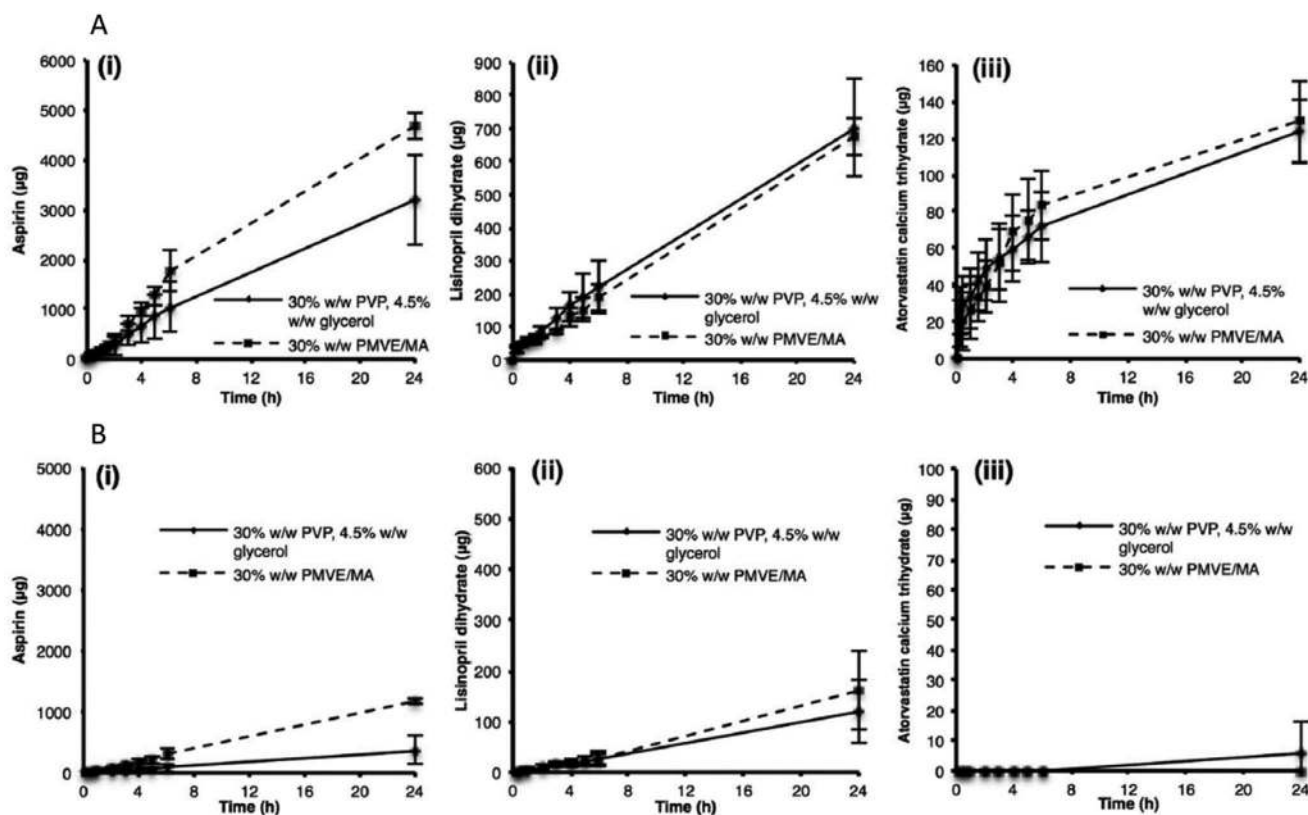 A
(i)
Aspirin (µg)
6000
5000
4000
3000
2000
1000
0
0 4 8 12 16 20 24
Time (h)
30% w/w PVP, 4.5%
w/w glycerol
30% w/w PMVE/MA
(ii)
Lisinopril dihydrate (µg)
900
800
700
600
500
400
300
200
100
0
0 4 8 12 16 20 24
Time (h)
30% w/w PVP, 4.5% w/w
glycerol
30% w/w PMVE/MA
(iii)
Atorvastatin calcium trihydrate (µg)
160
140
120
100
80
60
40
20
0
0 4 8 12 16 20 24
Time (h)
30% w/w PVP, 4.5%
w/w glycerol
30% w/w PMVE/MA
B
(i)
Aspirin (µg)
5000
4000
3000
2000
1000
0
0 4 8 12 16 20 24
Time (h)
30% w/w PVP, 4.5% w/w
glycerol
30% w/w PMVE/MA
(ii)
Lisinopril dihydrate (µg)
600
500
400
300
200
100
0
0 4 8 12 16 20 24
Time (h)
30% w/w PVP, 4.5% w/w
glycerol
30% w/w PMVE/MA
(iii)
Atorvastatin calcium trihydrate (µg)
100
90
80
70
60
50
40
30
20
10
0
0 4 8 12 16 20 24
Time (h)
30% w/w PVP, 4.5% w/w
glycerol
30% w/w PMVE/MA